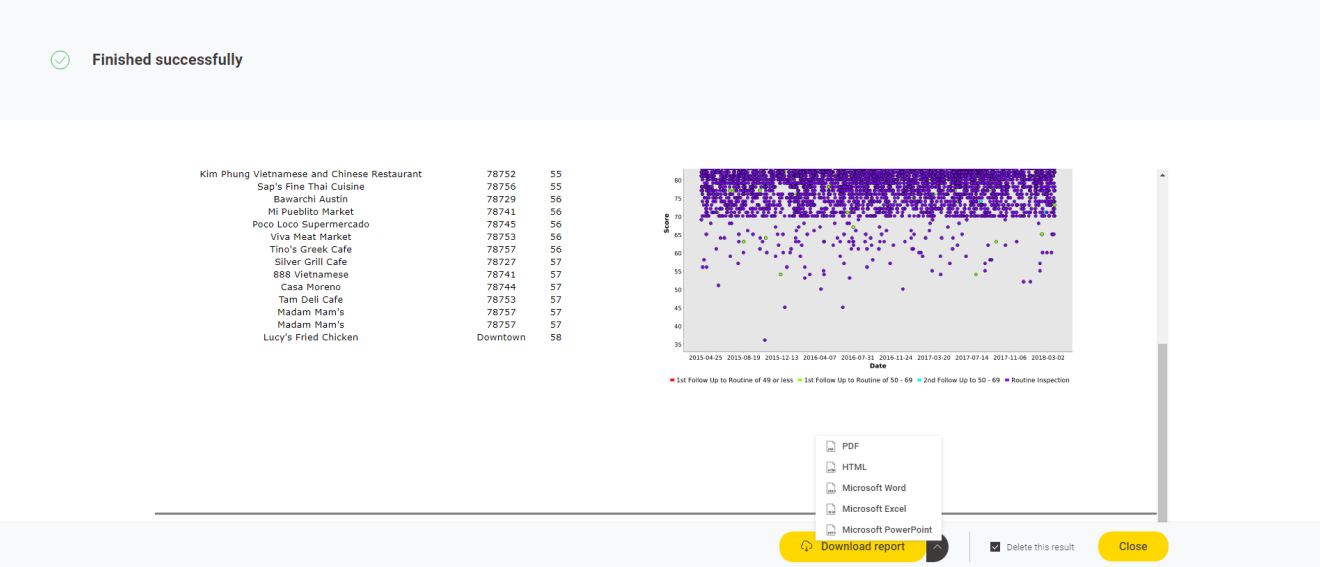 Finished successfully
Kim Phung Vietnamese and Chinese Restaurant 78752 55
Sap's Fine Thai Cuisine 78756 55
Bawarchi Austin 78729 56
Mi Pueblito Market 78741 56
Poco Loco Supermercado 78745 56
Viva Meat Market 78753 56
Tino's Greek Cafe 78757 56
Silver Grill Cafe 78727 57
888 Vietnamese 78741 57
Casa Moreno 78744 57
Tam Deli Cafe 78753 57
Madam Mam's 78757 57
Madam Mam's 78757 57
Lucy's Fried Chicken Downtown 58
Score
80
75
70
65
60
55
50
45
40
35
2015-04-25 2015-08-19 2015-12-13 2016-04-07 2016-07-31 2016-11-24 2017-03-20 2017-07-14 2017-11-06 2018-03-02
Date
1st Follow Up to Routine of 49 or less 1st Follow Up to Routine of 50 - 69 2nd Follow Up to 50 - 69 Routine Inspection
PDF
HTML
Microsoft Word
Microsoft Excel
Microsoft PowerPoint
Download report
Delete this result
Close